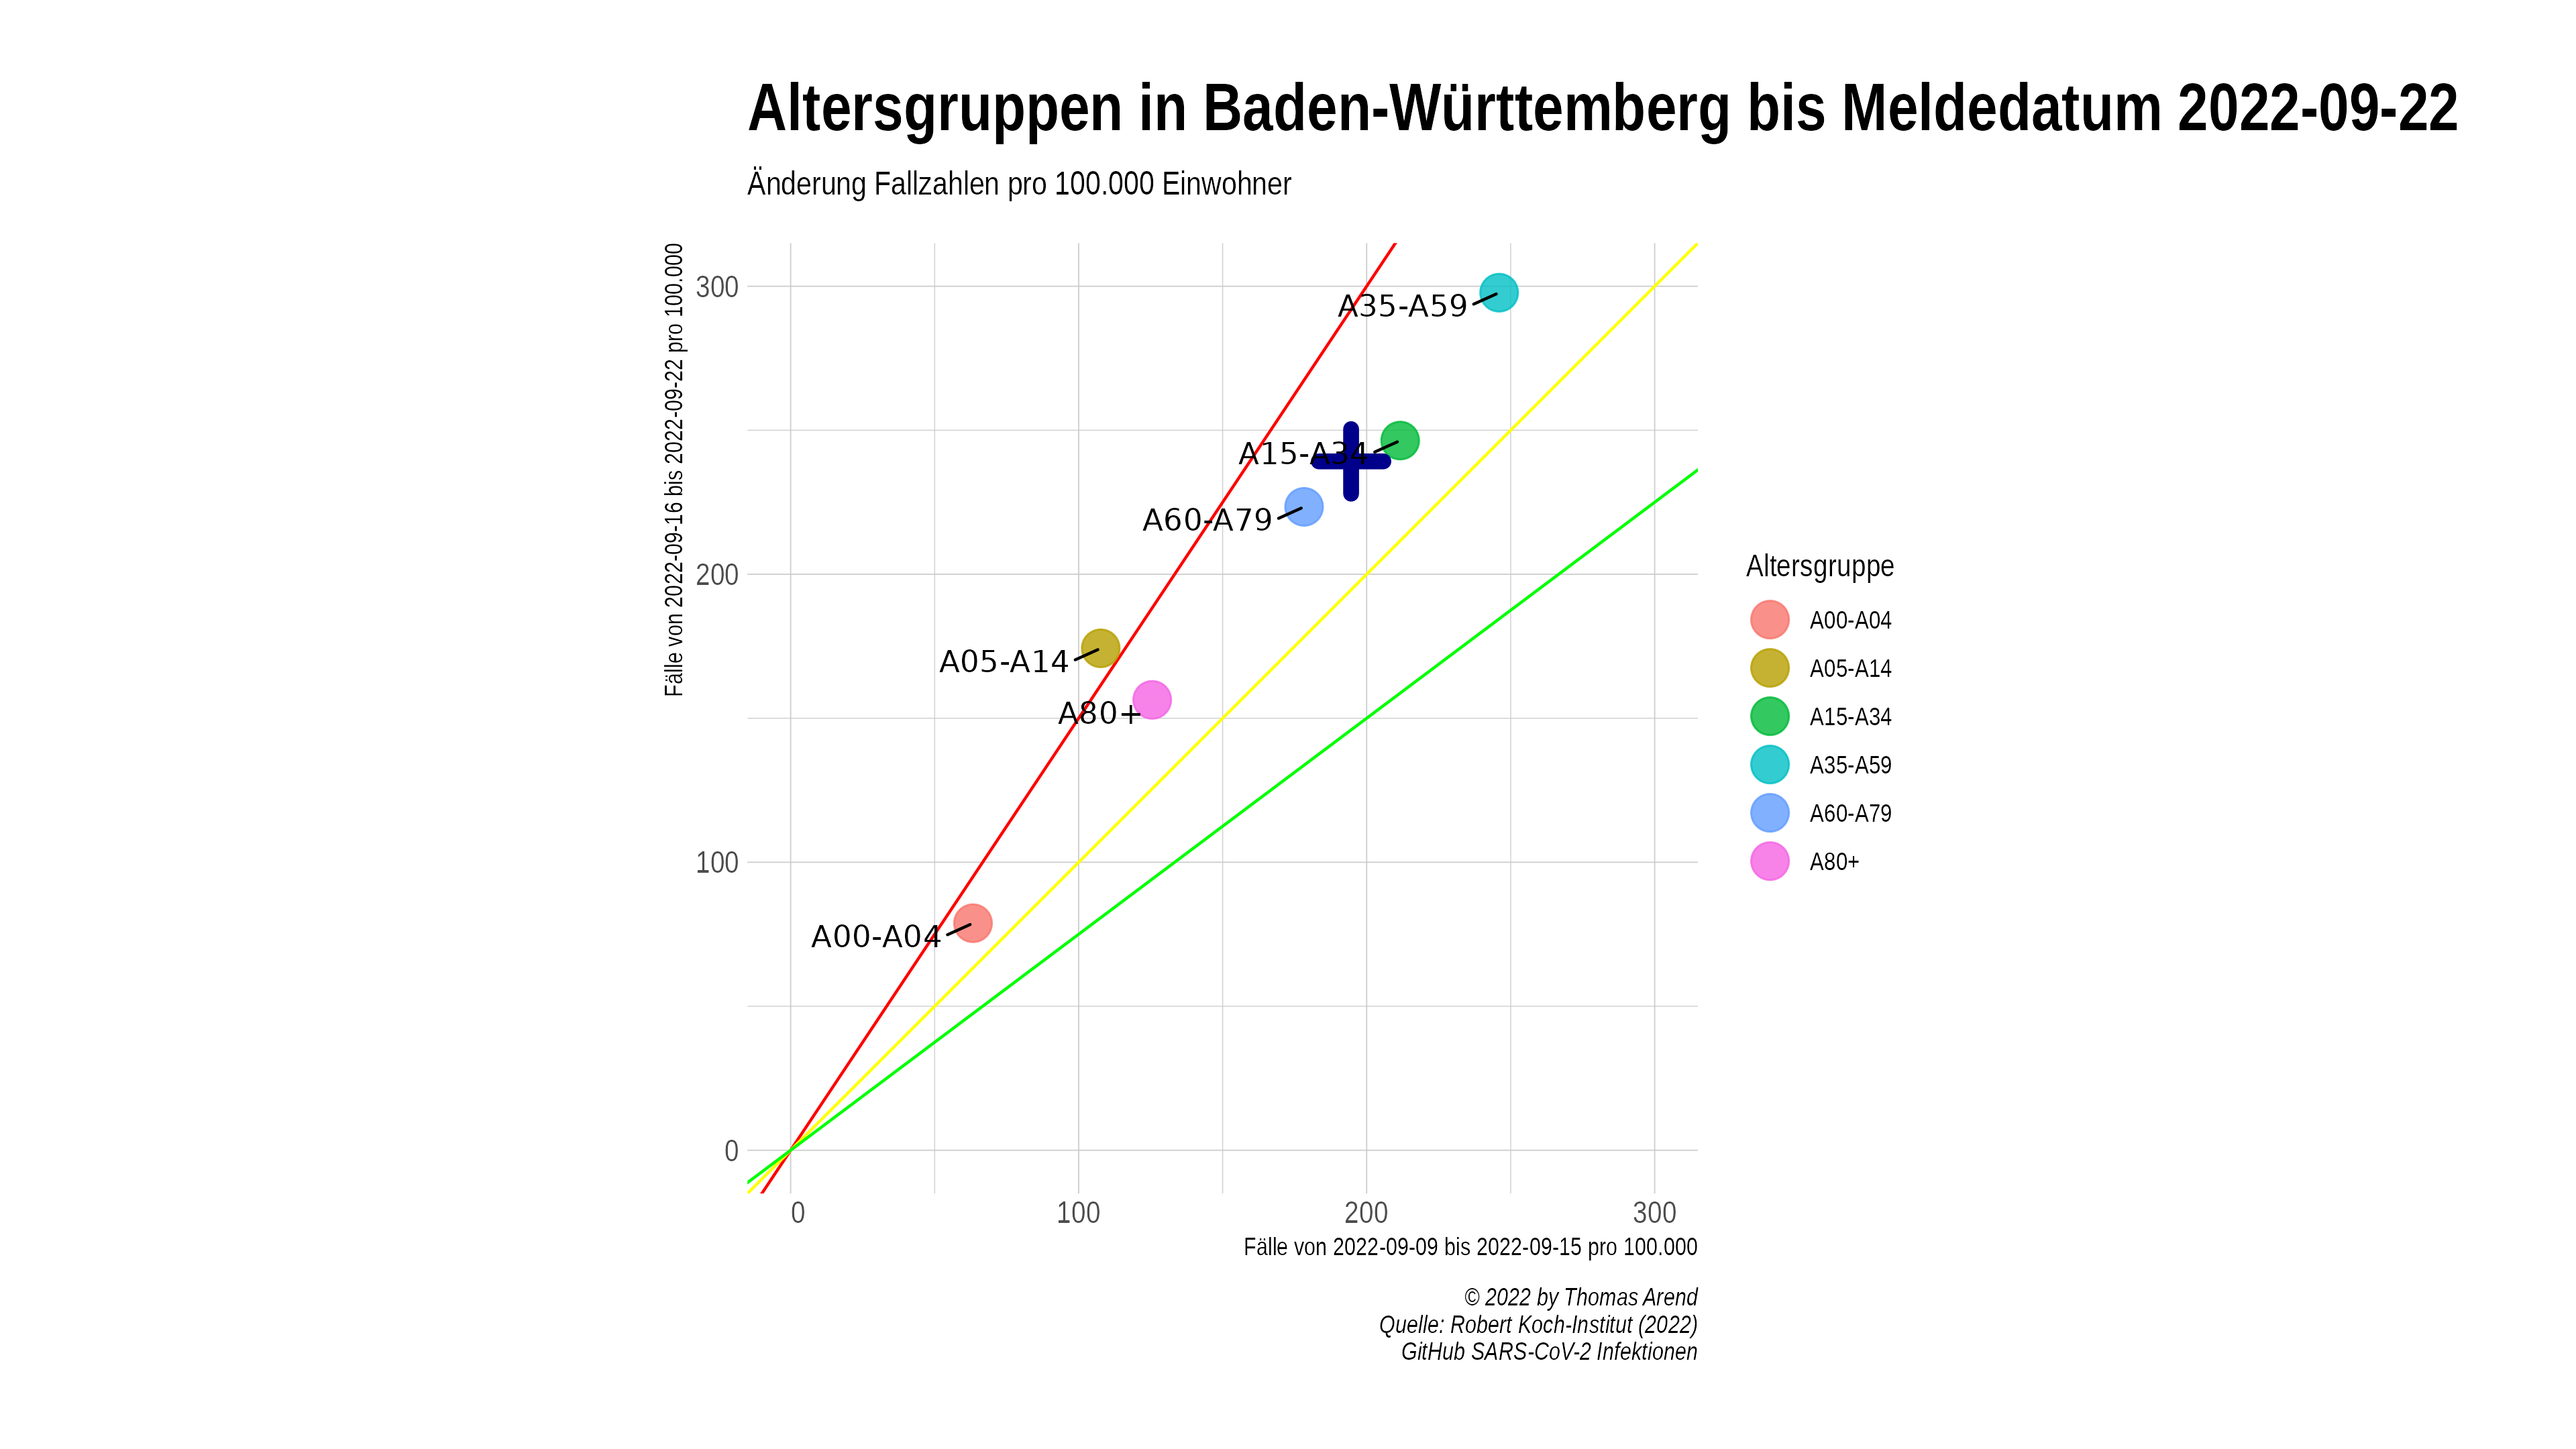 Altersgruppen in Baden-Württemberg bis Meldedatum 2022-09-22
Änderung Fallzahlen pro 100.000 Einwohner
Fälle von 2022-09-16 bis 2022-09-22 pro 100.000
300
200
100
0
A35-A59
A15-A34
A60-A79
A05-A14
A80+
A00-A04
0
100
200
300
Fälle von 2022-09-09 bis 2022-09-15 pro 100.000
Altersgruppe
A00-A04
A05-A14
A15-A34
A35-A59
A60-A79
A80+
© 2022 by Thomas Arend
Quelle: Robert Koch-Institut (2022)
GitHub SARS-CoV-2 Infektionen